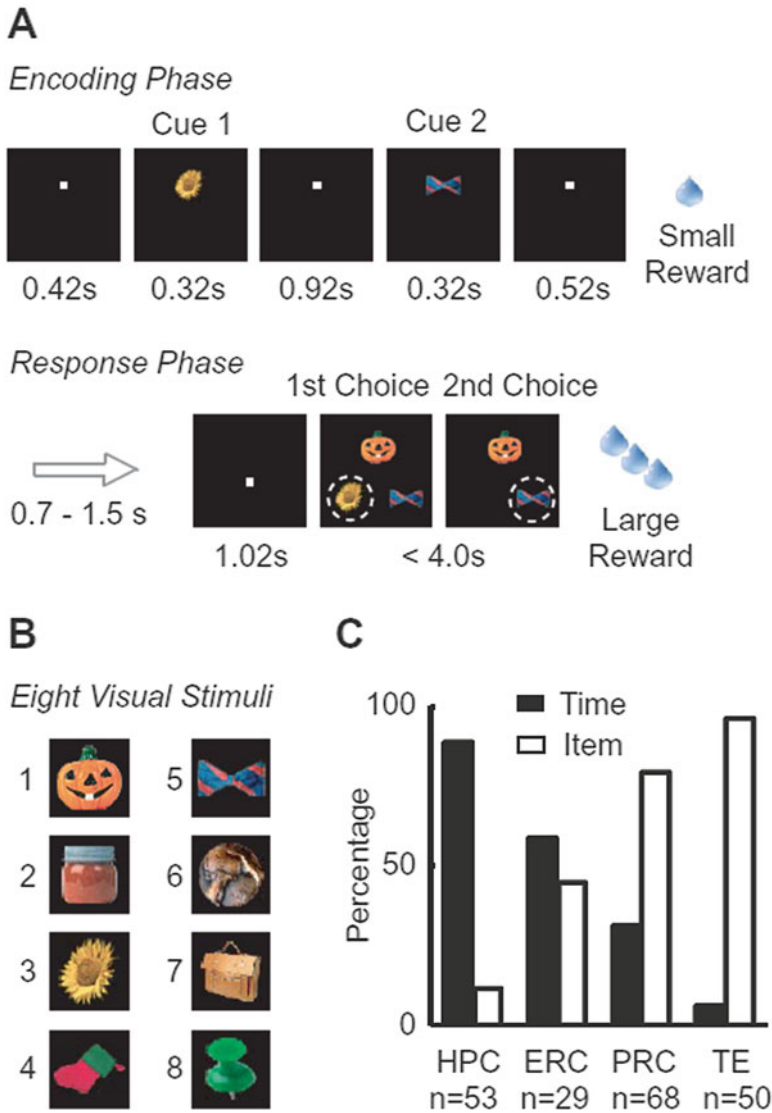 A
Encoding Phase
Cue 1 Cue 2
0.42s 0.32s 0.92s 0.32s 0.52s
Small
Reward
Response Phase
1st Choice 2nd Choice
0.7 - 1.5 s
1.02s < 4.0s
Large
Reward
B
Eight Visual Stimuli
1 5
2 6
3 7
4 8
C
100
Time
Item
50
0
Percentage
HPC ERC PRC TE
n=53 n=29 n=68 n=50